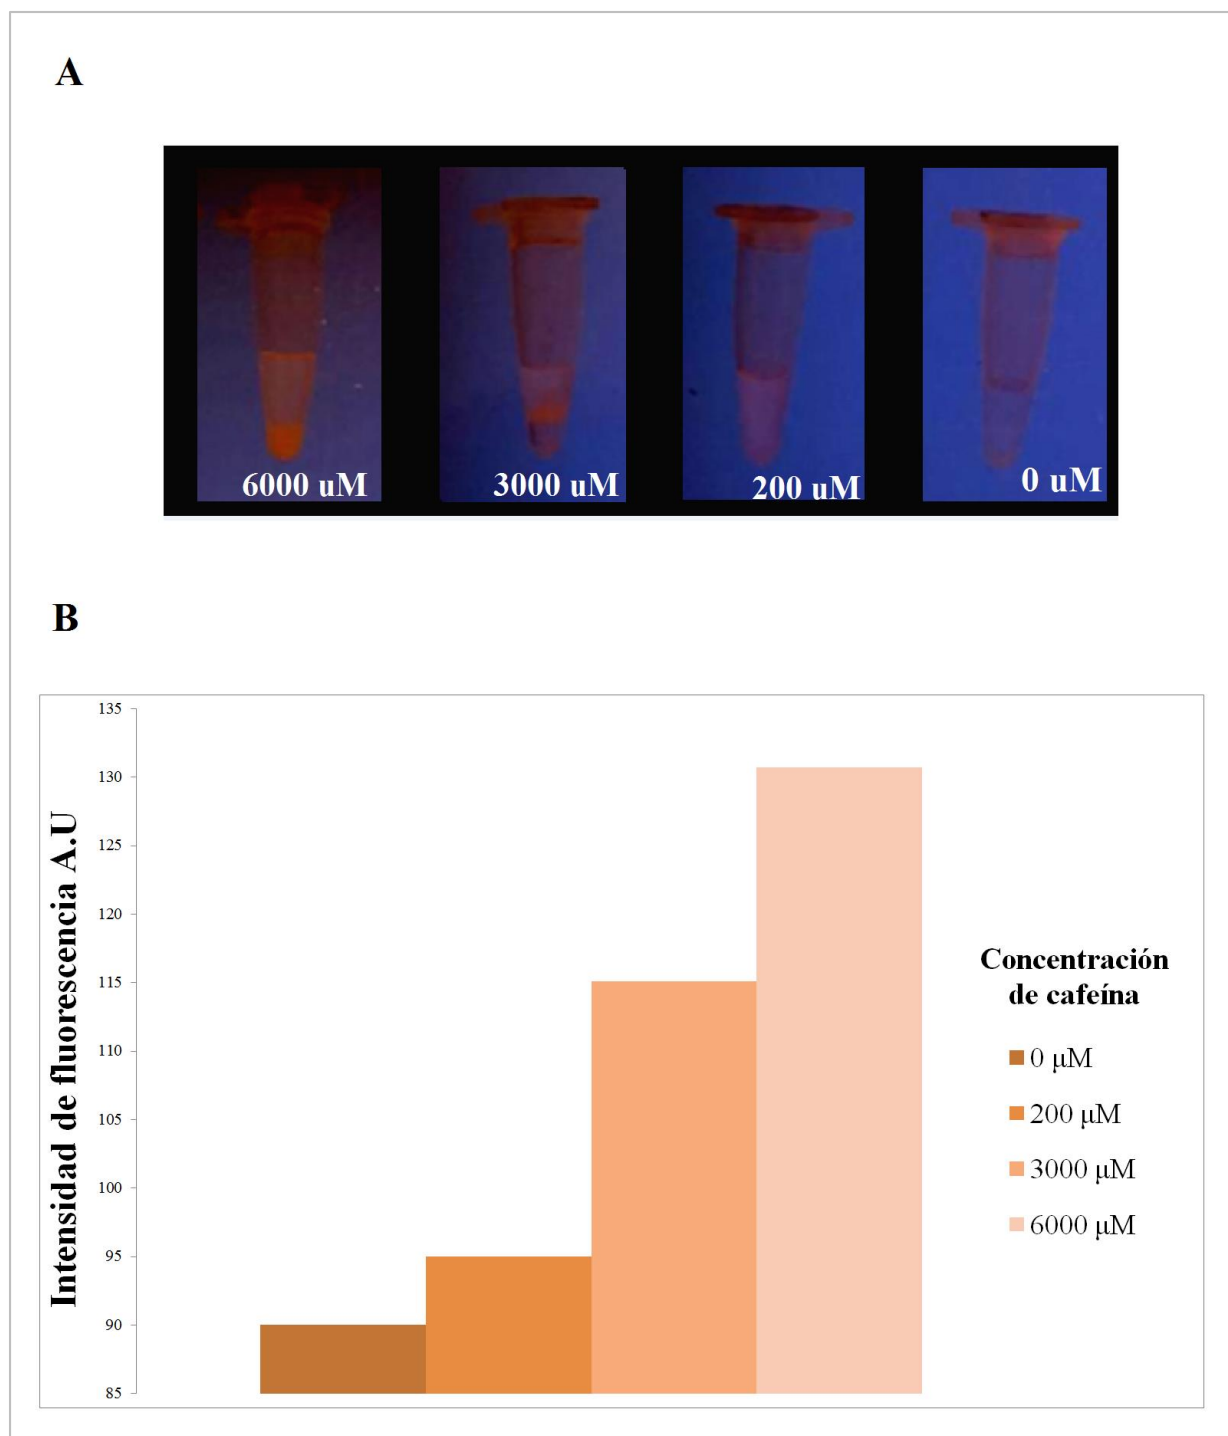 A
6000 uM
3000 uM
200 uM
0 uM
B
135
130
125
120
115
110
105
100
95
90
85
Intensidad de fluorescencia A.U
Concentración
de cafeína
0 μM
200 μM
3000 μM
6000 μM